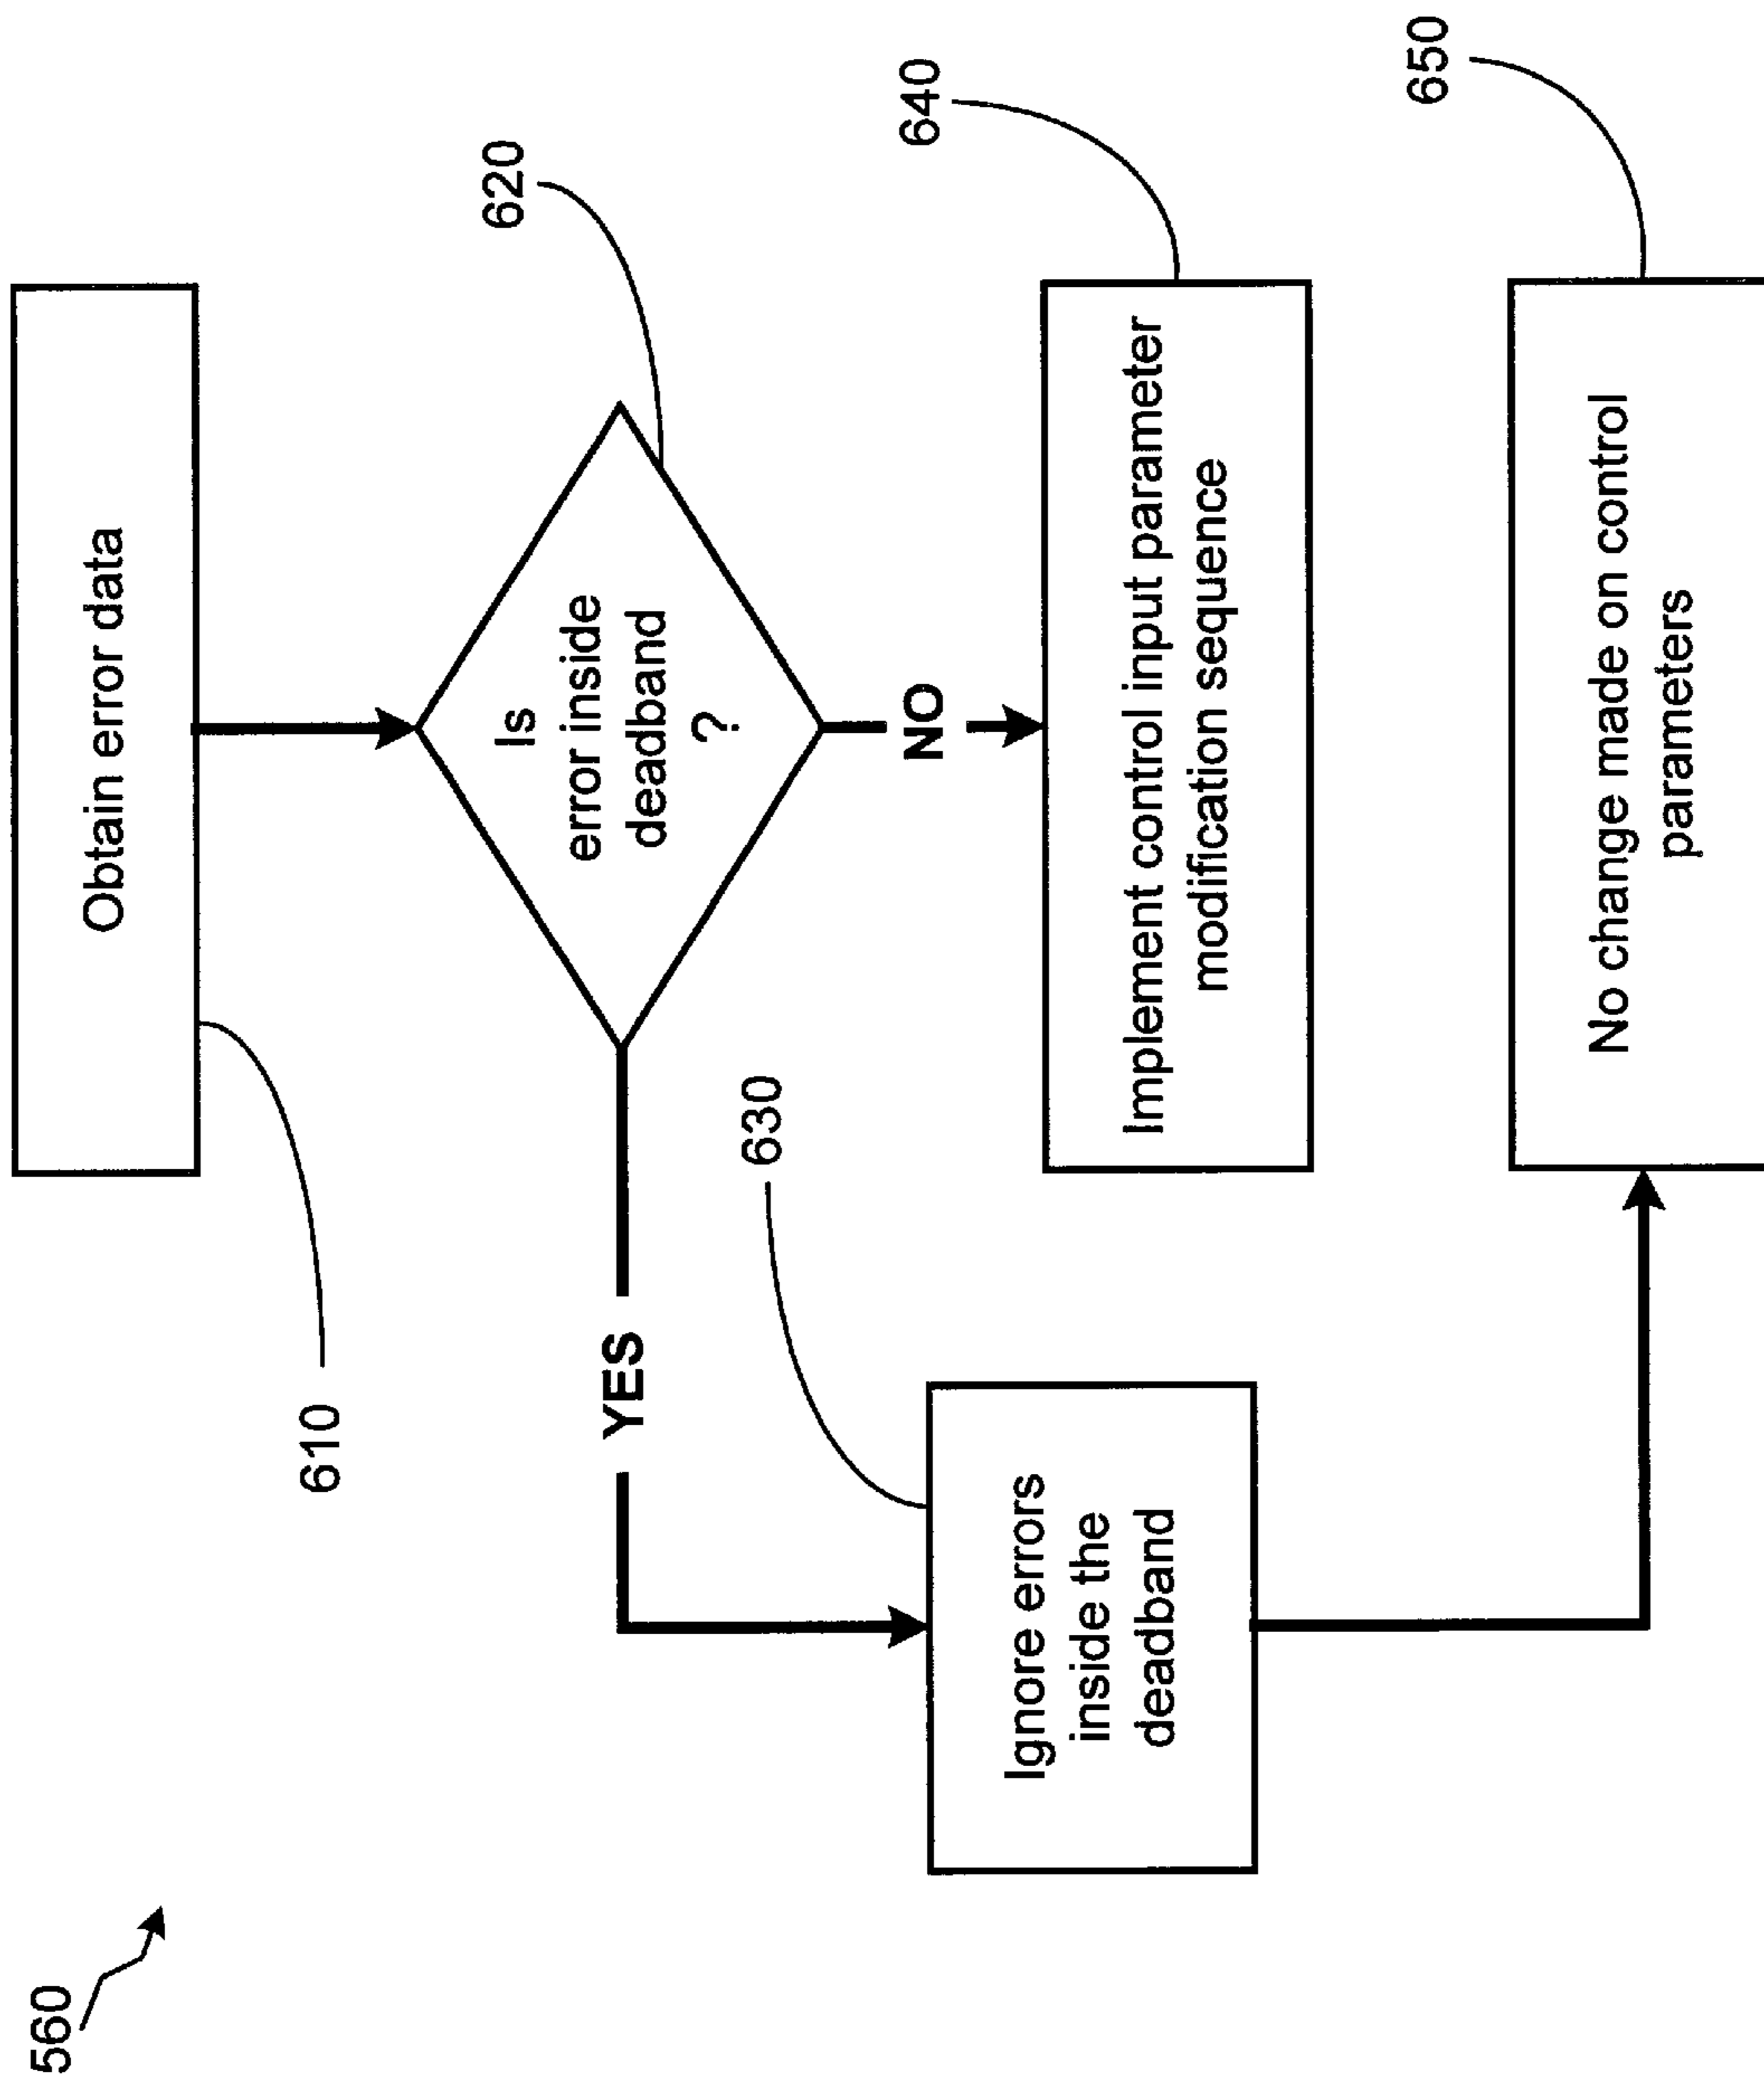 560
Obtain error data
610
Is
error inside
deadband
?
620
YES
NO
630
Ignore errors
inside the
deadband
Implement control input parameter
modification sequence
640
No change made on control
parameters
650